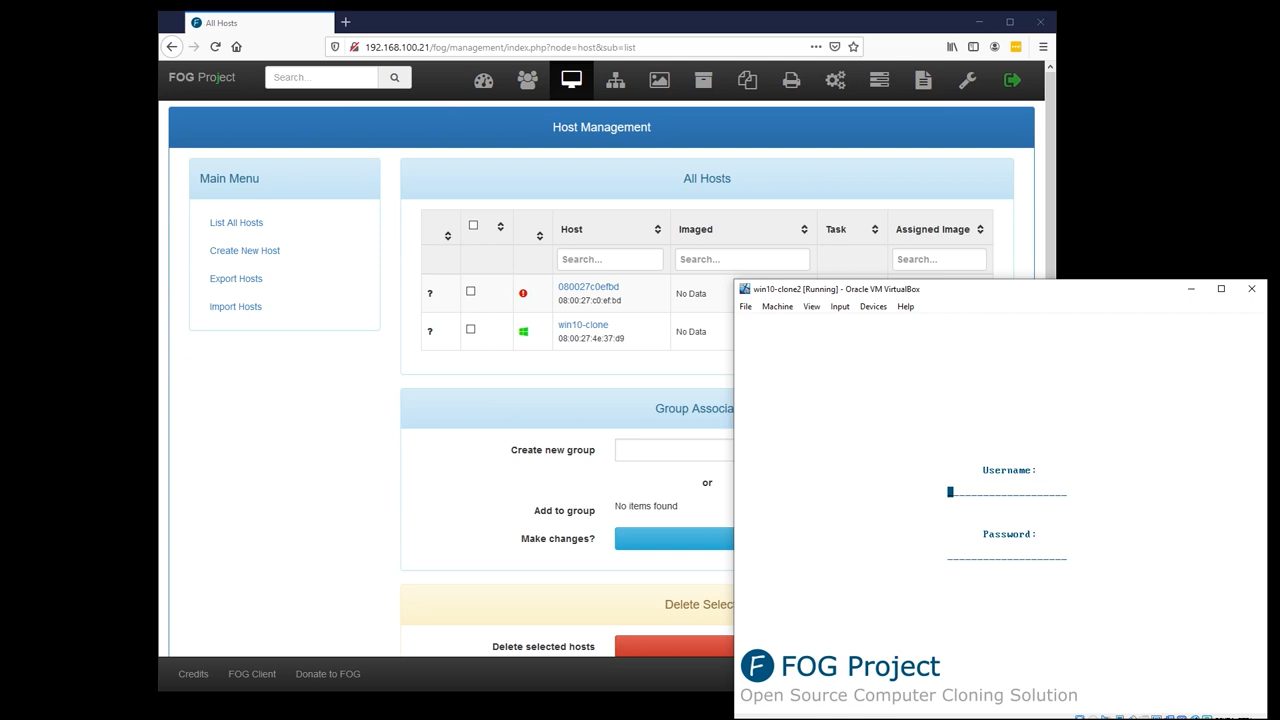 All Hosts
192.168.100.21/fog/management/index.php?node=host&sub=list
FOG Project
Search...
Host Management
Main Menu
List All Hosts
Create New Host
Export Hosts
Import Hosts
All Hosts
Host
Imaged
Task
Assigned Image
Search...
Search...
Search...
?
080027c0efbd
08:00:27:c0:ef:bd
No Data
?
win10-clone
08:00:27:4e:37:d9
No Data
Group Associa
Create new group
or
Add to group
No items found
Make changes?
Delete Selec
Delete selected hosts
Credits
FOG Client
Donate to FOG
win10-clone2 [Running] - Oracle VM VirtualBox
File Machine View Input Devices Help
Username:
Password:
FOG Project
Open Source Computer Cloning Solution